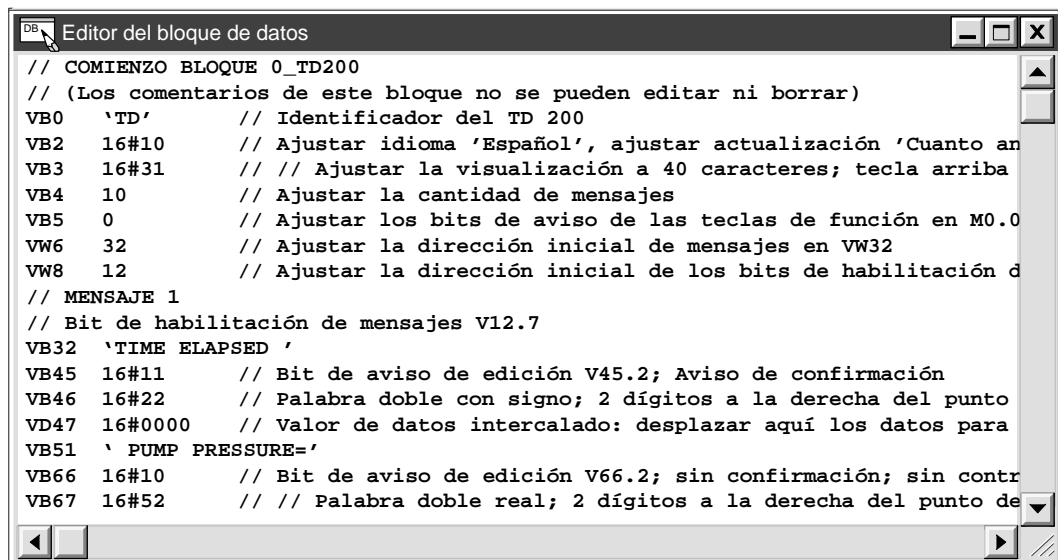 DB Editor del bloque de datos
// COMIENZO BLOQUE 0_TD200
// (Los comentarios de este bloque no se pueden editar ni borrar)
VB0 ‘TD’ // Identificador del TD 200
VB2 16#10 // Ajustar idioma ’Español’, ajustar actualización ’Cuanto an
VB3 16#31 // // Ajustar la visualización a 40 caracteres; tecla arriba
VB4 10 // Ajustar la cantidad de mensajes
VB5 0 // Ajustar los bits de aviso de las teclas de función en M0.0
VW6 32 // Ajustar la dirección inicial de mensajes en VW32
VW8 12 // Ajustar la dirección inicial de los bits de habilitación d
// MENSAJE 1
// Bit de habilitación de mensajes V12.7
VB32 ‘TIME ELAPSED ’
VB45 16#11 // Bit de aviso de edición V45.2; Aviso de confirmación
VB46 16#22 // Palabra doble con signo; 2 dígitos a la derecha del punto
VD47 16#0000 // Valor de datos intercalado: desplazar aquí los datos para
VB51 ‘ PUMP PRESSURE=’
VB66 16#10 // Bit de aviso de edición V66.2; sin confirmación; sin contr
VB67 16#52 // // Palabra doble real; 2 dígitos a la derecha del punto de